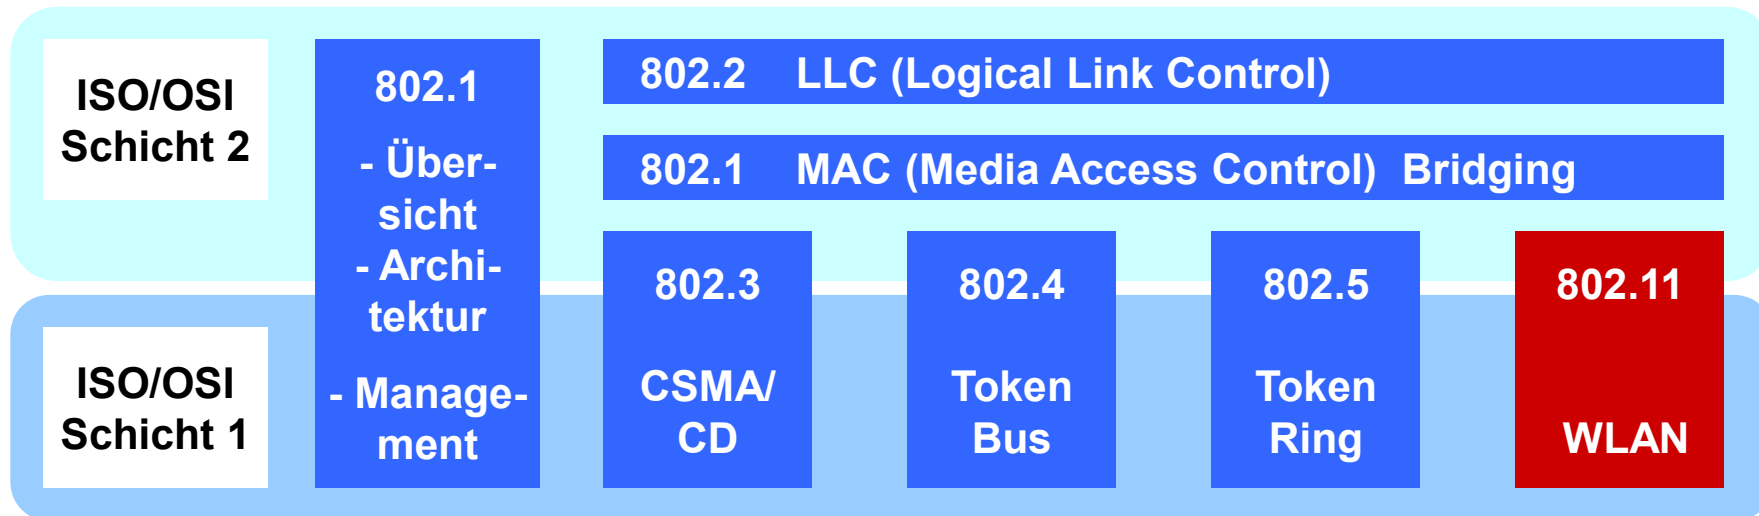 ISO/OSI
Schicht 2
802.1
- Über-
sicht
- Archi-
tektur
- Manage-
ment
802.2 LLC (Logical Link Control)
802.1 MAC (Media Access Control) Bridging
802.3
CSMA/
CD
802.4
Token
Bus
802.5
Token
Ring
802.11
WLAN
ISO/OSI
Schicht 1